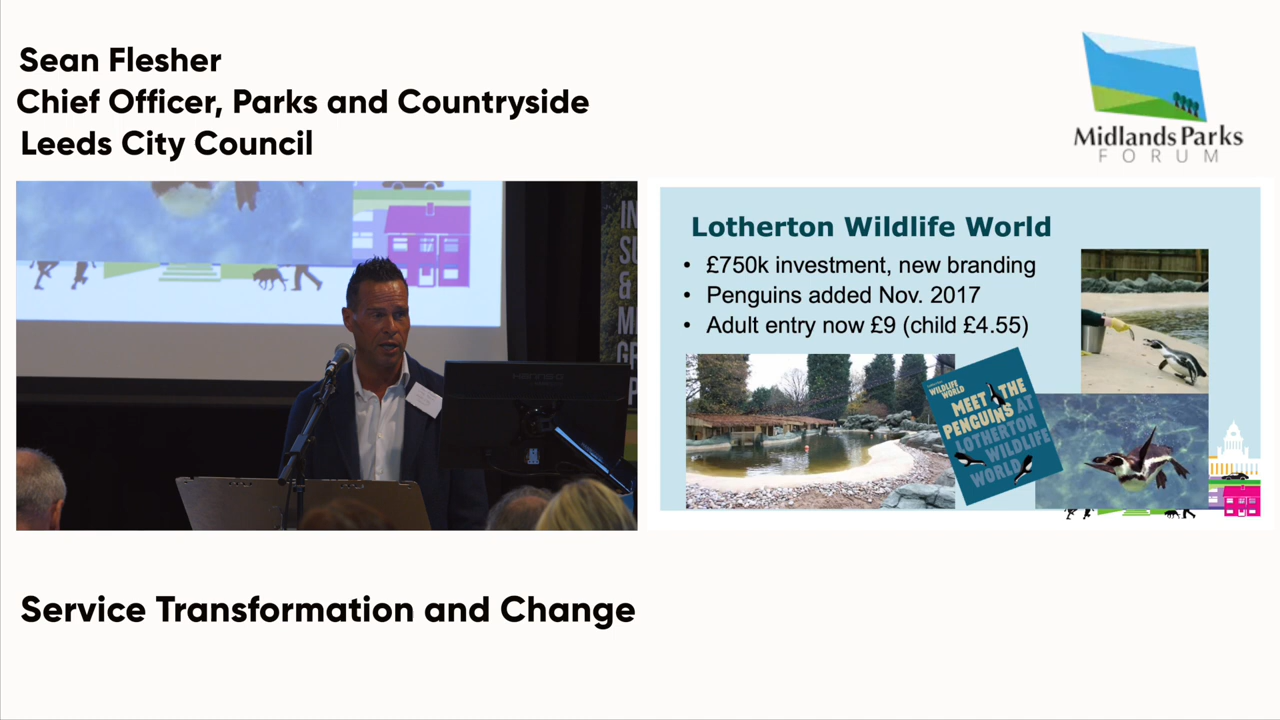 Sean Flesher
Chief Officer, Parks and Countryside
Leeds City Council
Midlands Parks
FORUM
Lotherton Wildlife World
• £750k investment, new branding
• Penguins added Nov. 2017
• Adult entry now £9 (child £4.55)
WILDLIFE
WORLD
MEET THE
PENGUINS AT
LOTHERTON
WILDLIFE
WORLD
Service Transformation and Change